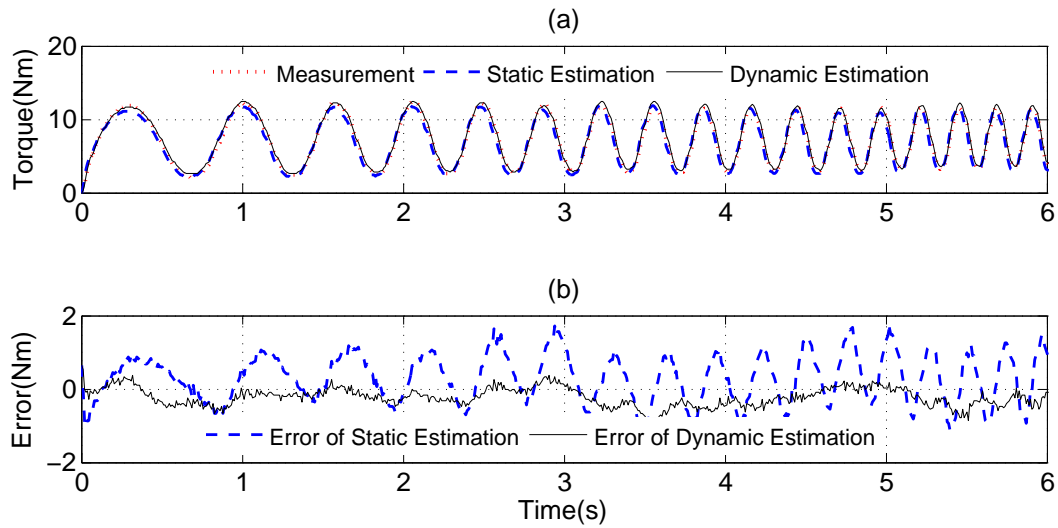 (a)
Torque(Nm)
20
10
0
Measurement Static Estimation Dynamic Estimation
0 1 2 3 4 5 6
(b)
Error(Nm)
2
0
−2
Error of Static Estimation Error of Dynamic Estimation
0 1 2 3 4 5 6
Time(s)